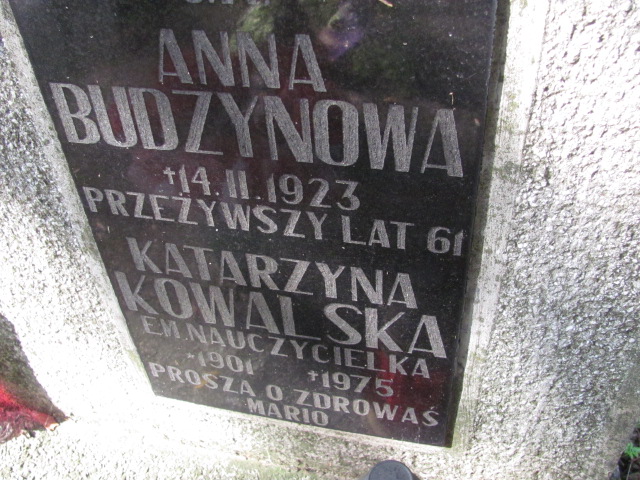 ANNA
BUDZYNOWA
†14.II.1923
PRZEŻYWSZY LAT 61
KATARZYNA
KOWALSKA
EM. NAUCZYCIELKA
*1901 †1975
PROSZĄ O ZDROWAŚ
MARIO